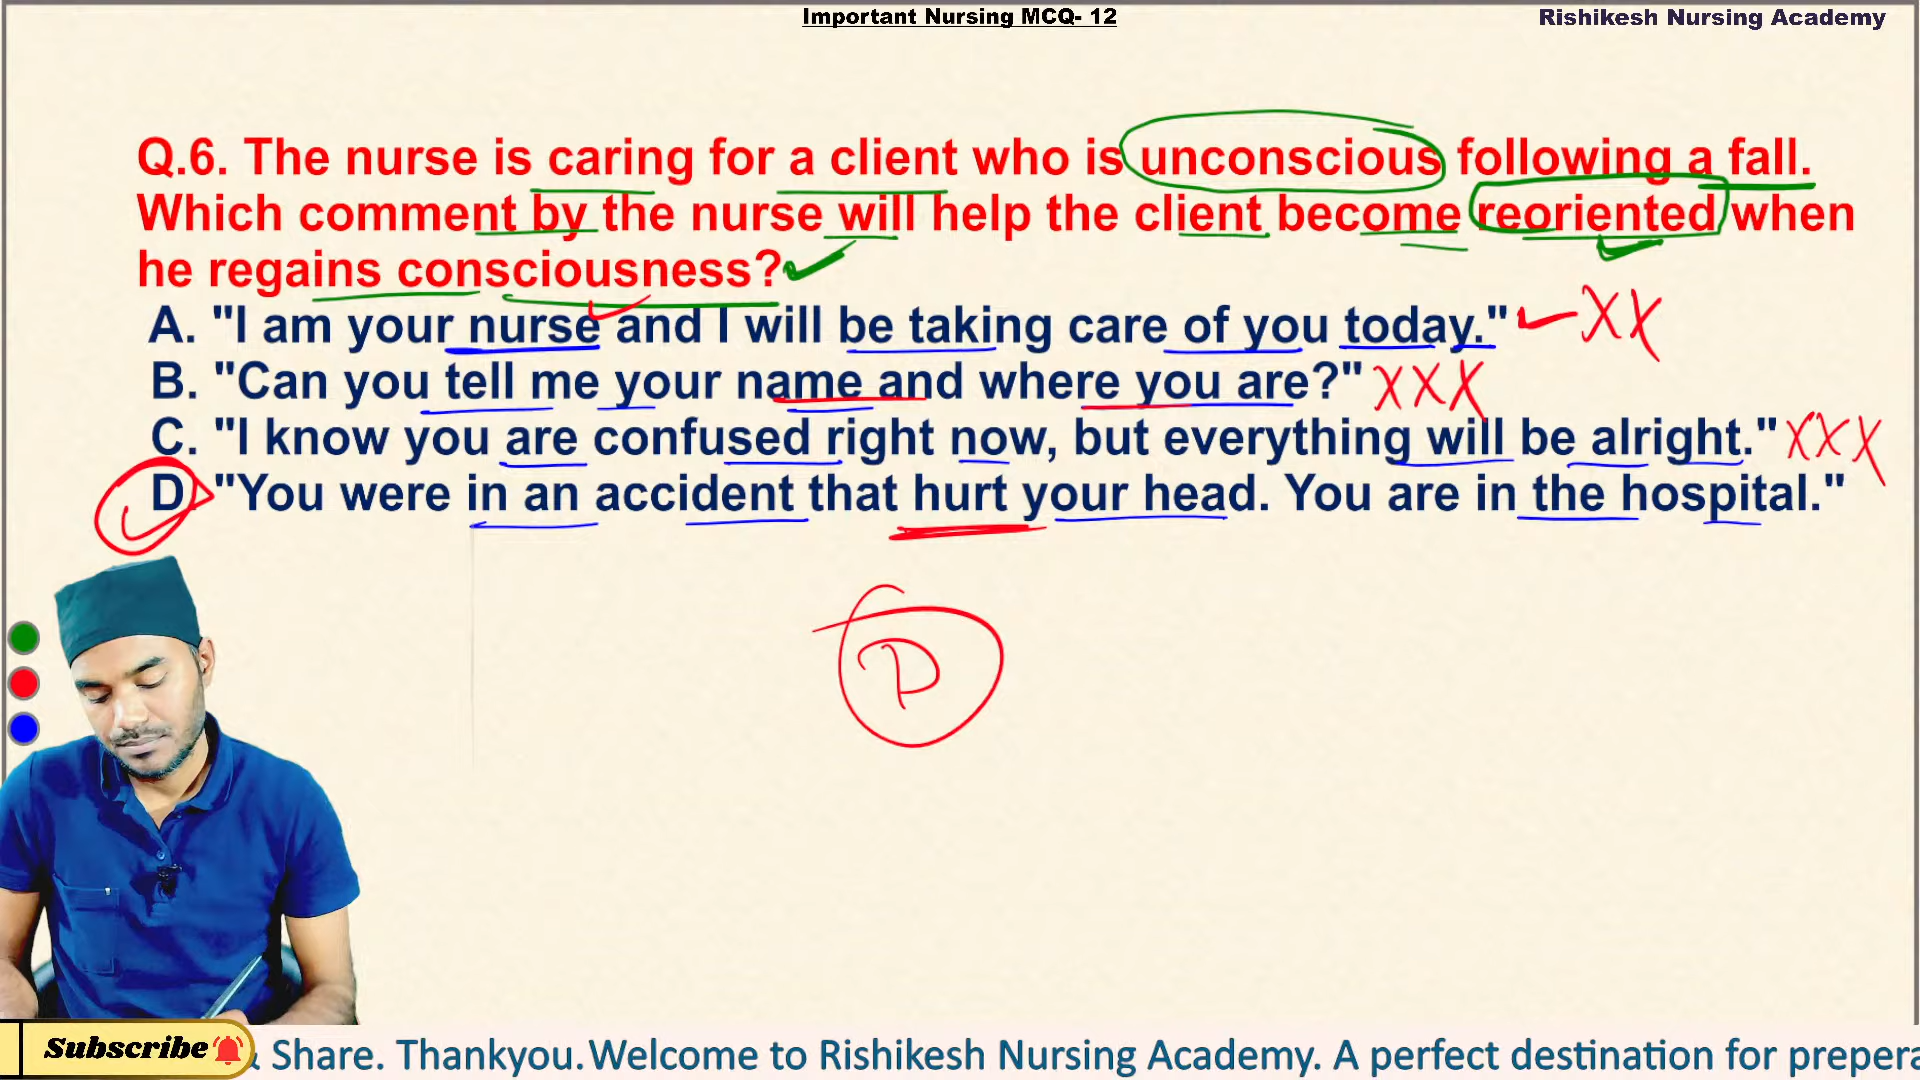 Important Nursing MCQ- 12
Rishikesh Nursing Academy
Q.6. The nurse is caring for a client who is unconscious following a fall.
Which comment by the nurse will help the client become reoriented when
he regains consciousness?
A. "I am your nurse and I will be taking care of you today." XX
B. "Can you tell me your name and where you are?" XXX
C. "I know you are confused right now, but everything will be alright." XXX
D. "You were in an accident that hurt your head. You are in the hospital."
D
Subscribe
& Share. Thankyou. Welcome to Rishikesh Nursing Academy. A perfect destination for prepera